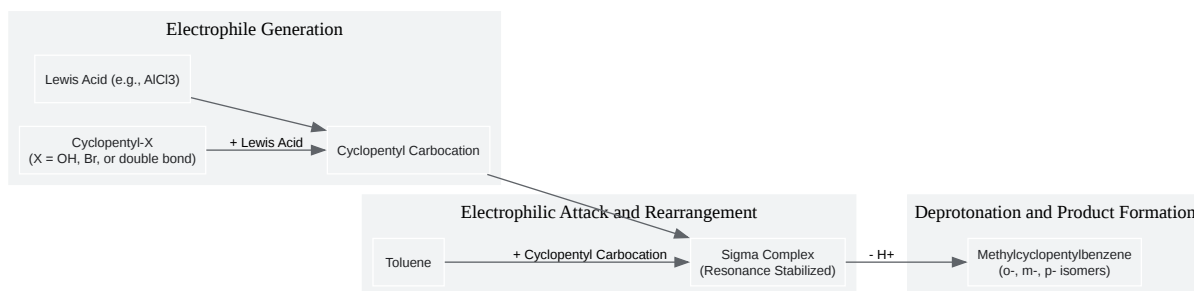 Electrophile Generation
Lewis Acid (e.g., AlCl3)
Cyclopentyl-X
(X = OH, Br, or double bond)
+ Lewis Acid
Cyclopentyl Carbocation
Electrophilic Attack and Rearrangement
Toluene
+ Cyclopentyl Carbocation
Sigma Complex
(Resonance Stabilized)
- H+
Deprotonation and Product Formation
Methylcyclopentylbenzene
(o-, m-, p- isomers)